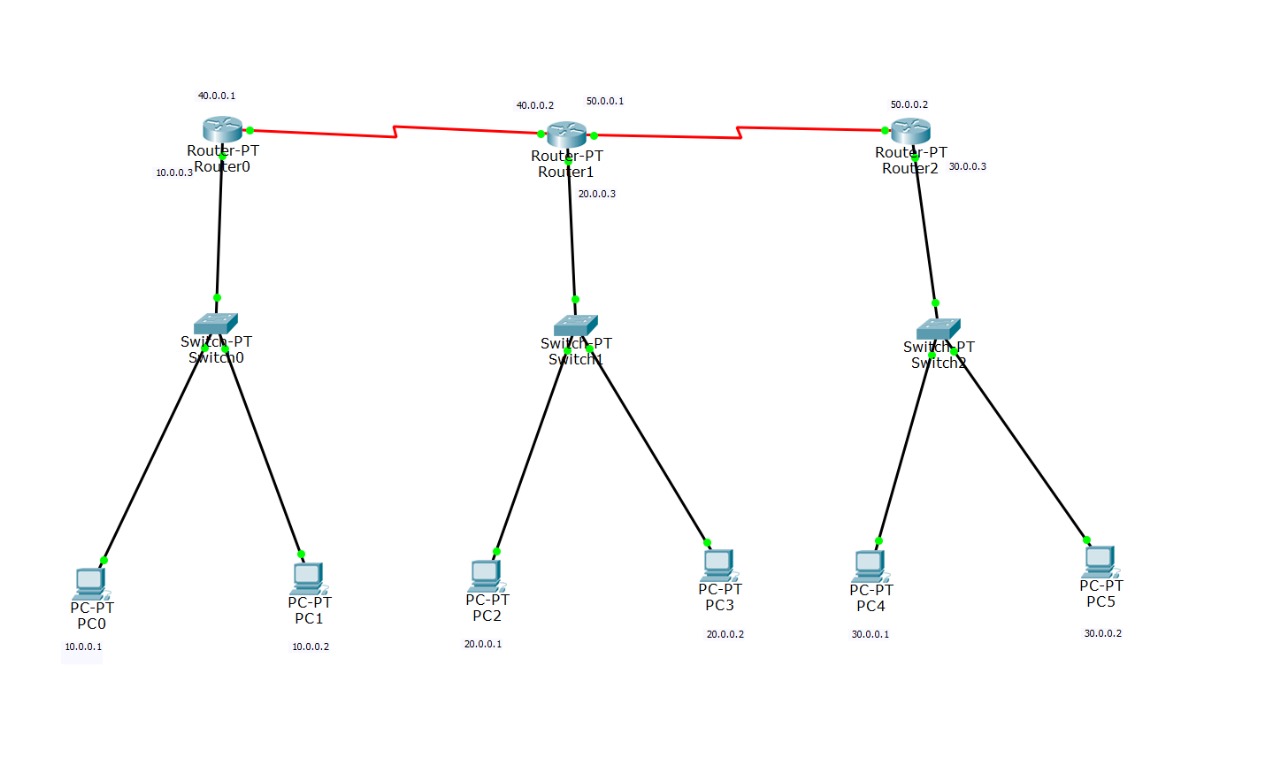 40.0.0.1
40.0.0.2
50.0.0.1
50.0.0.2
Router-PT
Router0
10.0.0.3
Router-PT
Router1
20.0.0.3
Router-PT
Router2
30.0.0.3
Switch-PT
Switch0
Switch-PT
Switch1
Switch-PT
Switch2
PC-PT
PC0
10.0.0.1
PC-PT
PC1
10.0.0.2
PC-PT
PC2
20.0.0.1
PC-PT
PC3
20.0.0.2
PC-PT
PC4
30.0.0.1
PC-PT
PC5
30.0.0.2